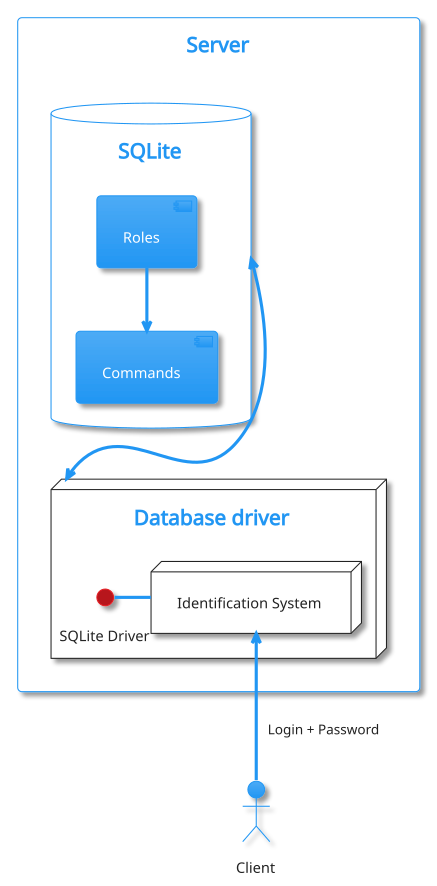 Server
SQLite
Roles
Commands
Database driver
Identification System
SQLite Driver
Login + Password
Client